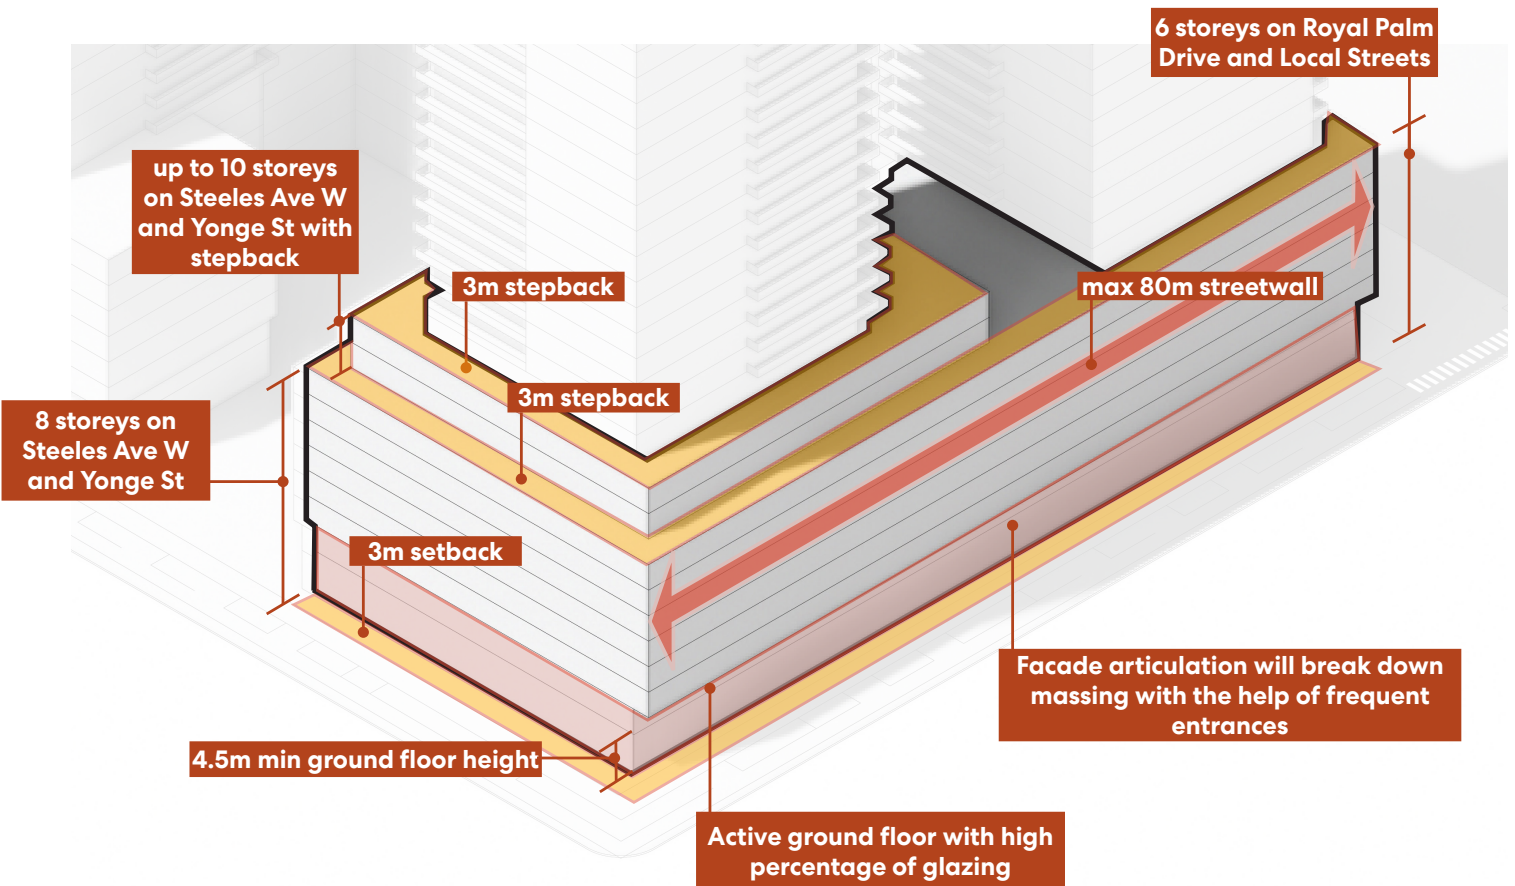 6 storeys on Royal Palm
Drive and Local Streets
up to 10 storeys
on Steeles Ave W
and Yonge St with
stepback
3m stepback
max 80m streetwall
3m stepback
8 storeys on
Steeles Ave W
and Yonge St
3m setback
Facade articulation will break down
massing with the help of frequent
entrances
4.5m min ground floor height
Active ground floor with high
percentage of glazing